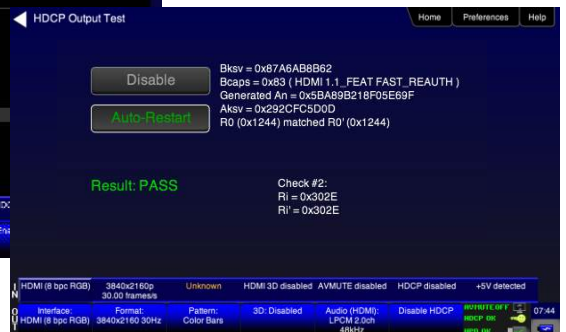 HDCP Output Test
Home
Preferences
Help
Disable
Auto-Restart
Bksv = 0x87A6AB8B62
Bcaps = 0x83 ( HDMI 1.1_FEAT FAST_REAUTH )
Generated An = 0x5BA89B218F05E69F
Aksv = 0x292CFC5D0D
R0 (0x1244) matched R0' (0x1244)
Result: PASS
Check #2:
Ri = 0x302E
Ri' = 0x302E
IN
HDMI (8 bpc RGB)
3840x2160p
30.00 frames/s
Unknown
HDMI 3D disabled
AVMUTE disabled
HDCP disabled
+5V detected
OUT
Interface:
HDMI (8 bpc RGB)
Format:
3840x2160 30Hz
Pattern:
Color Bars
3D: Disabled
Audio (HDMI):
LPCM 2.0ch
48kHz
Disable HDCP
AVMUTE OFF
HDCP OK
HPD OK
07:44